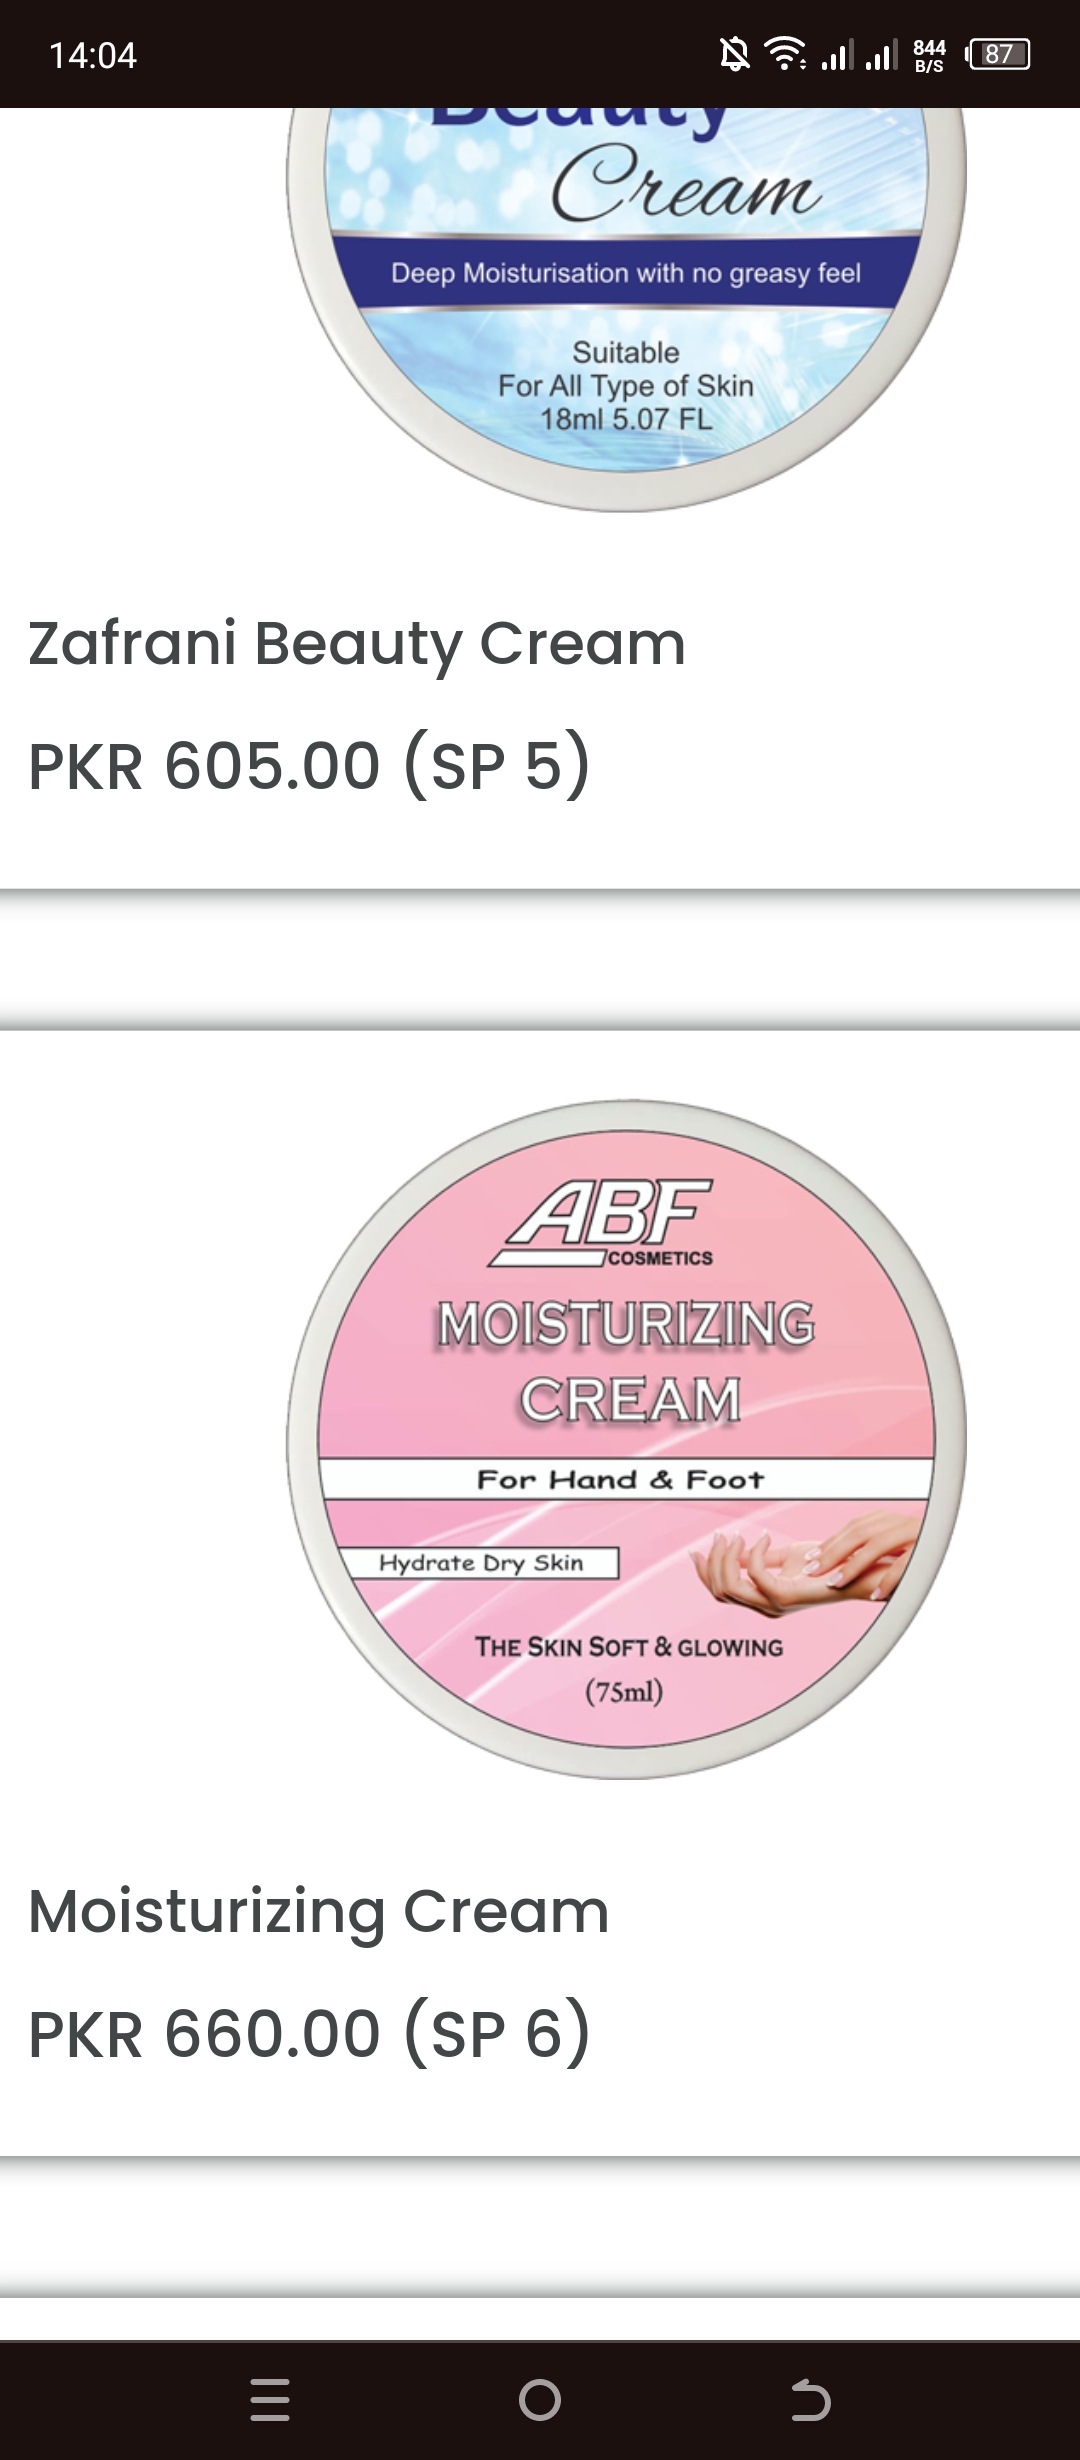 14:04
844
B/S
87
Beauty
Cream
Deep Moisturisation with no greasy feel
Suitable
For All Type of Skin
18ml 5.07 FL
Zafrani Beauty Cream
PKR 605.00 (SP 5)
ABF
COSMETICS
MOISTURIZING
CREAM
For Hand & Foot
Hydrate Dry Skin
THE SKIN SOFT & GLOWING
(75ml)
Moisturizing Cream
PKR 660.00 (SP 6)